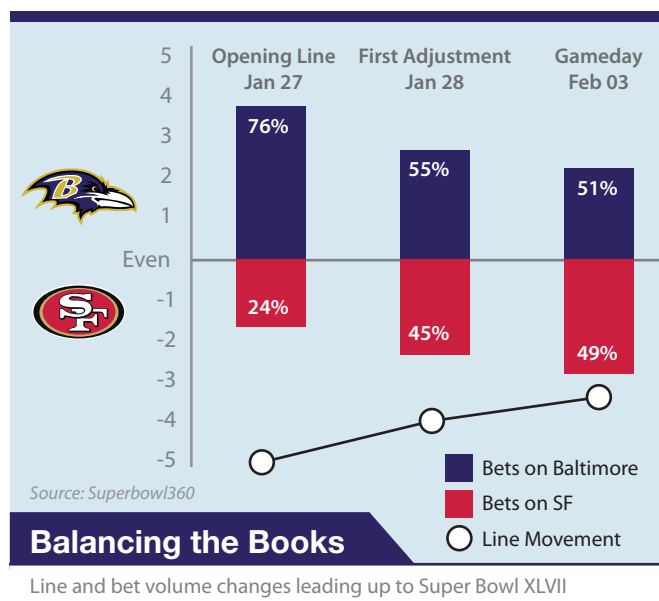 Opening Line
Jan 27
First Adjustment
Jan 28
Gameday
Feb 03
5
4
3
2
1
Even
-1
-2
-3
-4
-5
76%
55%
51%
24%
45%
49%
B
SF
Bets on Baltimore
Bets on SF
Line Movement
Source: Superbowl360
Balancing the Books
Line and bet volume changes leading up to Super Bowl XLVII